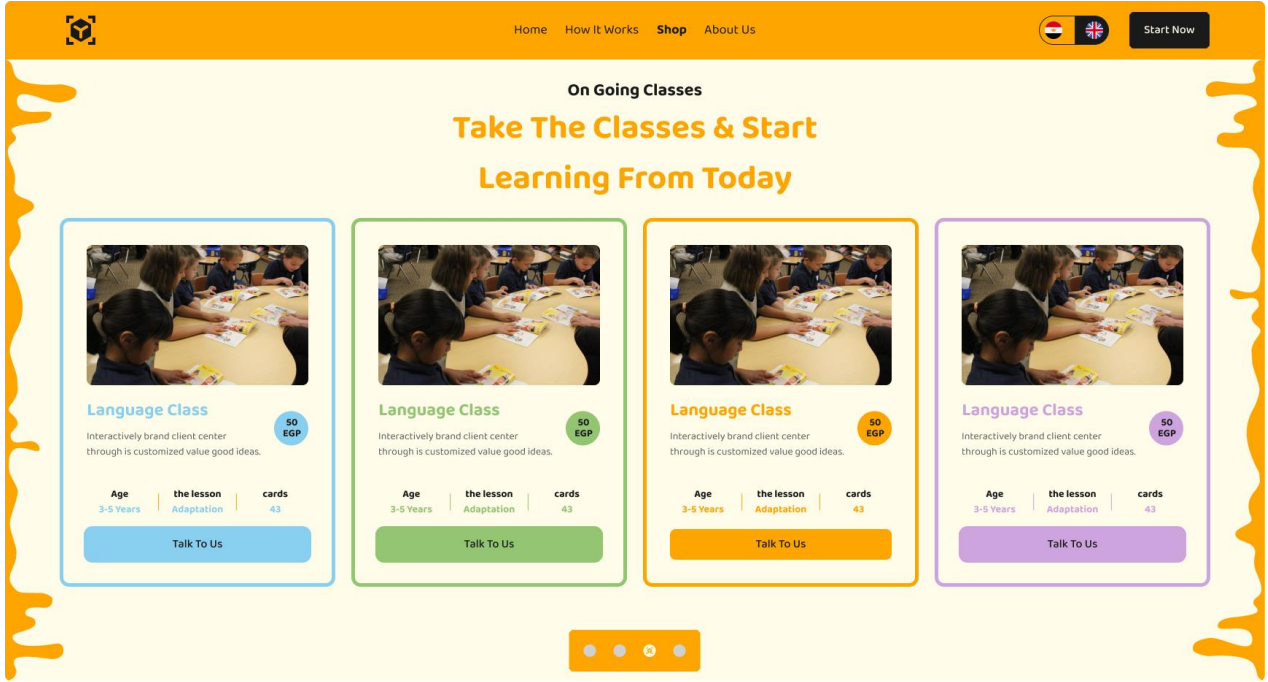 Home How It Works Shop About Us Start Now
On Going Classes
Take The Classes & Start
Learning From Today
Language Class
50
EGP
Interactively brand client center
through is customized value good ideas.
Age the lesson cards
3-5 Years Adaptation 43
Talk To Us
Language Class
50
EGP
Interactively brand client center
through is customized value good ideas.
Age the lesson cards
3-5 Years Adaptation 43
Talk To Us
Language Class
50
EGP
Interactively brand client center
through is customized value good ideas.
Age the lesson cards
3-5 Years Adaptation 43
Talk To Us
Language Class
50
EGP
Interactively brand client center
through is customized value good ideas.
Age the lesson cards
3-5 Years Adaptation 43
Talk To Us